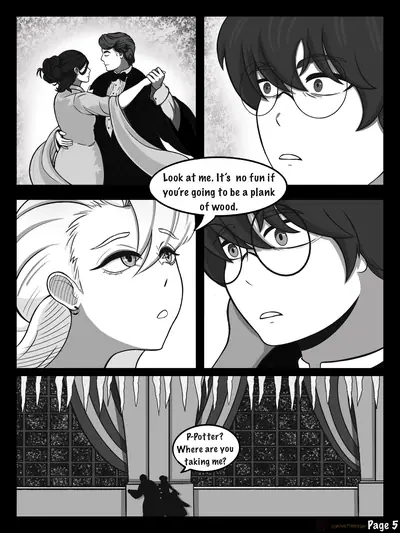 Look at me. It's no fun if
you're going to be a plank
of wood.
P-Potter?
Where are you
taking me?
Page 5